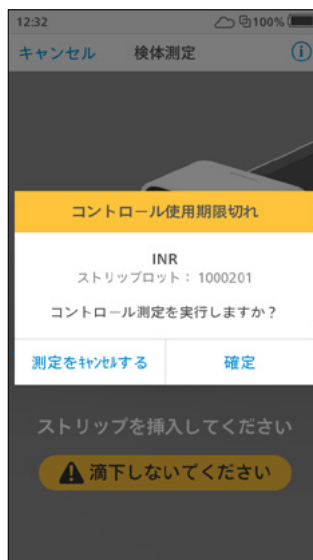 12:32 100%
キャンセル 検体測定
コントロール使用期限切れ
INR
ストリップロット： 1000201
コントロール測定を実行しますか？
測定をｷｬﾝｾﾙする 確定
ストリップを挿入してください
滴下しないてください